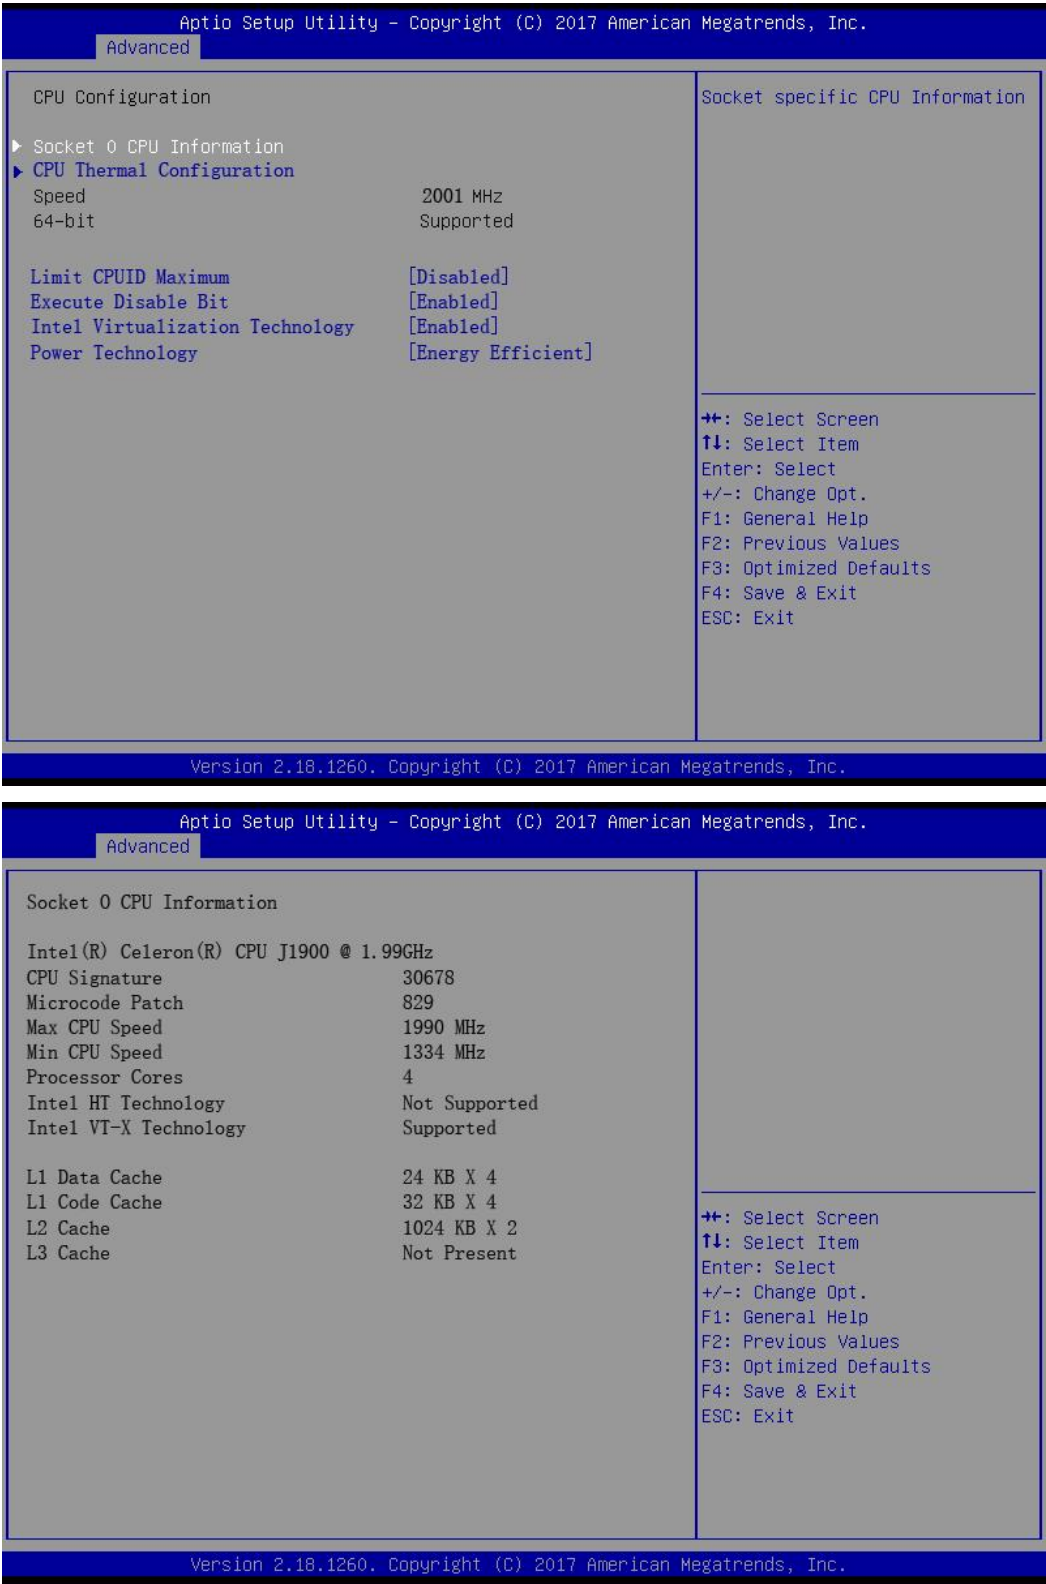 Aptio Setup Utility – Copyright (C) 2017 American Megatrends, Inc.
Advanced
CPU Configuration
Socket 0 CPU Information
CPU Thermal Configuration
Speed 2001 MHz
64-bit Supported
Limit CPUID Maximum [Disabled]
Execute Disable Bit [Enabled]
Intel Virtualization Technology [Enabled]
Power Technology [Energy Efficient]
Socket specific CPU Information
→←: Select Screen
↑↓: Select Item
Enter: Select
+/-: Change Opt.
F1: General Help
F2: Previous Values
F3: Optimized Defaults
F4: Save & Exit
ESC: Exit
Version 2.18.1260. Copyright (C) 2017 American Megatrends, Inc.
Aptio Setup Utility – Copyright (C) 2017 American Megatrends, Inc.
Advanced
Socket 0 CPU Information
Intel(R) Celeron(R) CPU J1900 @ 1.99GHz
CPU Signature 30678
Microcode Patch 829
Max CPU Speed 1990 MHz
Min CPU Speed 1334 MHz
Processor Cores 4
Intel HT Technology Not Supported
Intel VT-X Technology Supported
L1 Data Cache 24 KB X 4
L1 Code Cache 32 KB X 4
L2 Cache 1024 KB X 2
L3 Cache Not Present
→←: Select Screen
↑↓: Select Item
Enter: Select
+/-: Change Opt.
F1: General Help
F2: Previous Values
F3: Optimized Defaults
F4: Save & Exit
ESC: Exit
Version 2.18.1260. Copyright (C) 2017 American Megatrends, Inc.